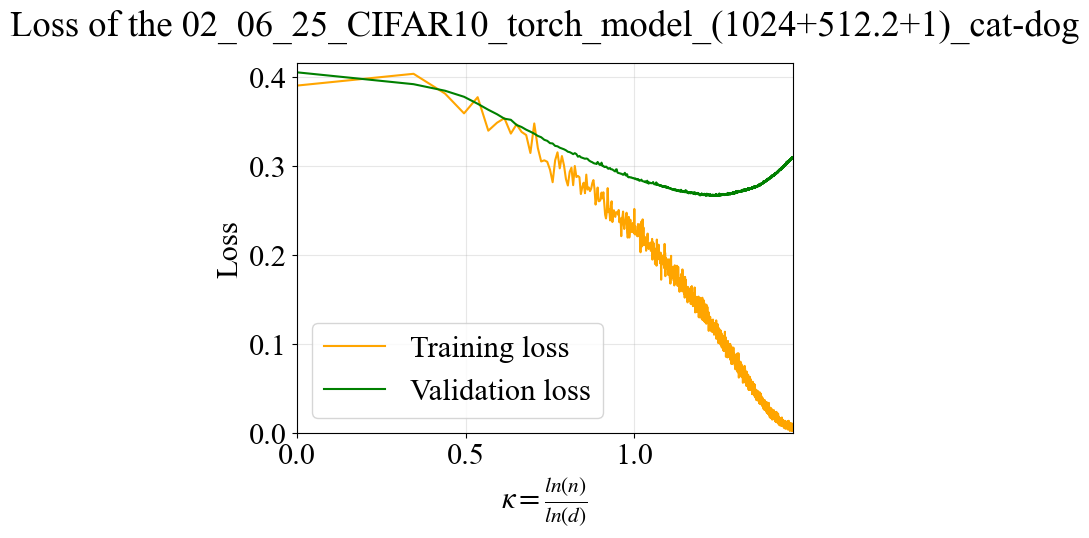 Loss of the 02_06_25_CIFAR10_torch_model_(1024+512.2+1)_cat-dog
0.4
0.3
0.2
0.1
0.0
Loss
Training loss
Validation loss
0.0 0.5 1.0
κ = ln(n)/ln(d)